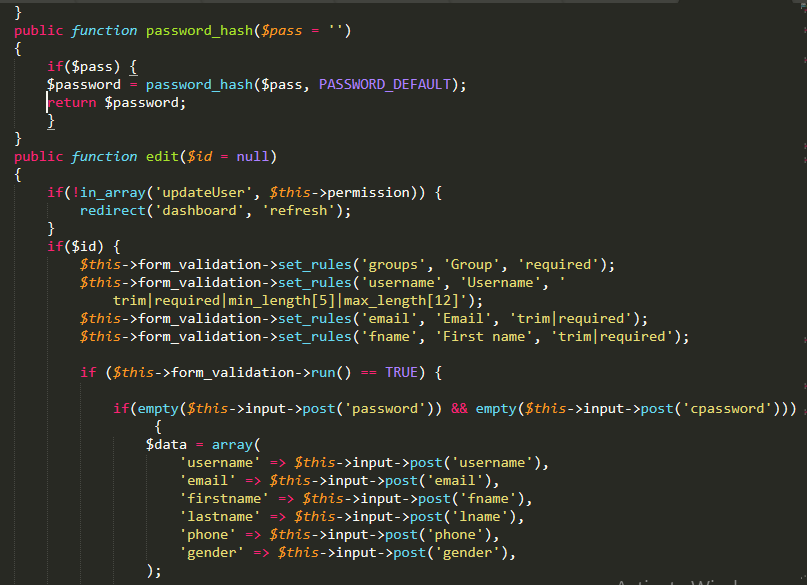 }
public function password_hash($pass = '')
{
if($pass) {
$password = password_hash($pass, PASSWORD_DEFAULT);
return $password;
}
}
public function edit($id = null)
{
if(!in_array('updateUser', $this->permission)) {
redirect('dashboard', 'refresh');
}
if($id) {
$this->form_validation->set_rules('groups', 'Group', 'required');
$this->form_validation->set_rules('username', 'Username', '
trim|required|min_length[5]|max_length[12]');
$this->form_validation->set_rules('email', 'Email', 'trim|required');
$this->form_validation->set_rules('fname', 'First name', 'trim|required');
if ($this->form_validation->run() == TRUE) {
if(empty($this->input->post('password')) && empty($this->input->post('cpassword')))
{
$data = array(
'username' => $this->input->post('username'),
'email' => $this->input->post('email'),
'firstname' => $this->input->post('fname'),
'lastname' => $this->input->post('lname'),
'phone' => $this->input->post('phone'),
'gender' => $this->input->post('gender'),
);